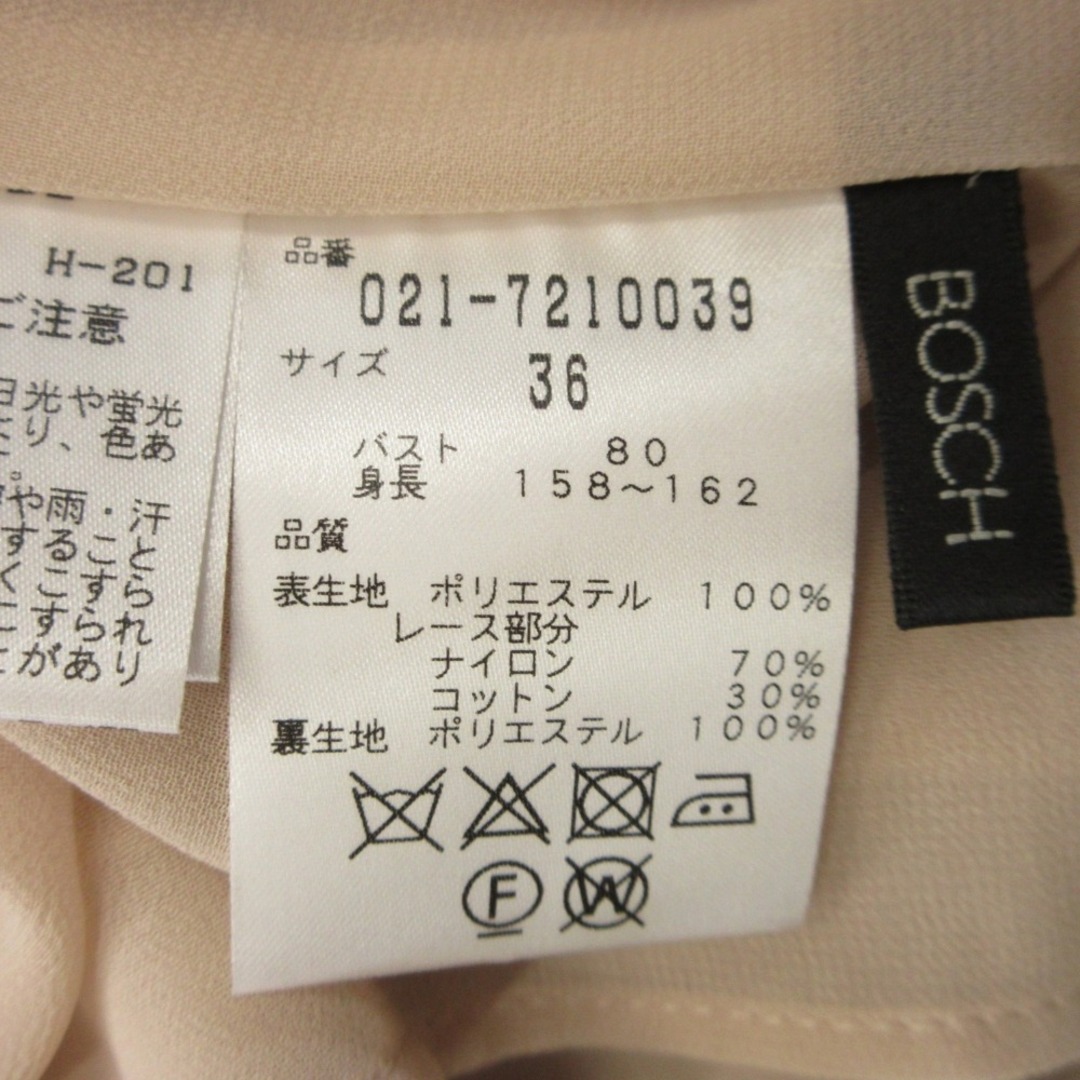 H-201
ご注意
日光や蛍光
たり、色あ
や雨・汗
すること
くこすら
こすられ
とがあり
品番
021-7210039
サイズ
36
バスト 80
身長 158～162
品質
表生地 ポリエステル 100%
レース部分
ナイロン 70%
コットン 30%
裏生地 ポリエステル 100%
F
W
BOSCH